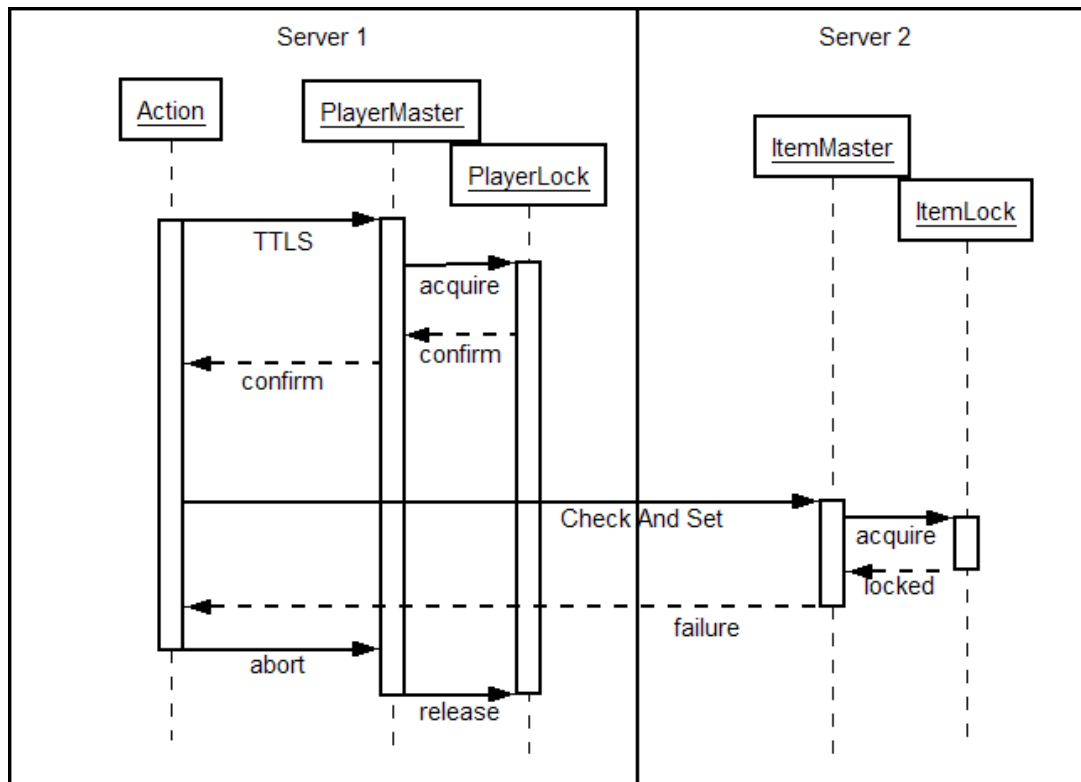 Server 1
Server 2
Action
PlayerMaster
PlayerLock
ItemMaster
ItemLock
TTLS
acquire
confirm
confirm
Check And Set
acquire
locked
failure
abort
release